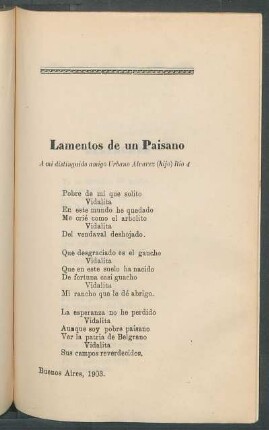 Lamentos de un Paisano
A mi distinguido amigo Urbano Alvarez (hijo) Rio 4
Pobre de mi que solito
Vidalita
En este mundo he quedado
Me crié como el arbolito
Vidalita
Del vendaval deshojado.
Que desgraciado es el gaucho
Vidalita
Que en este suelo ha nacido
De fortuna casi guacho
Vidalita
Mi rancho que le dé abrigo.
La esperanza no he perdido
Vidalita
Aunque soy pobre paisano
Ver la patria de Belgrano
Vidalita
Sus campos reverdecidos.
Buenos Aires, 1903.